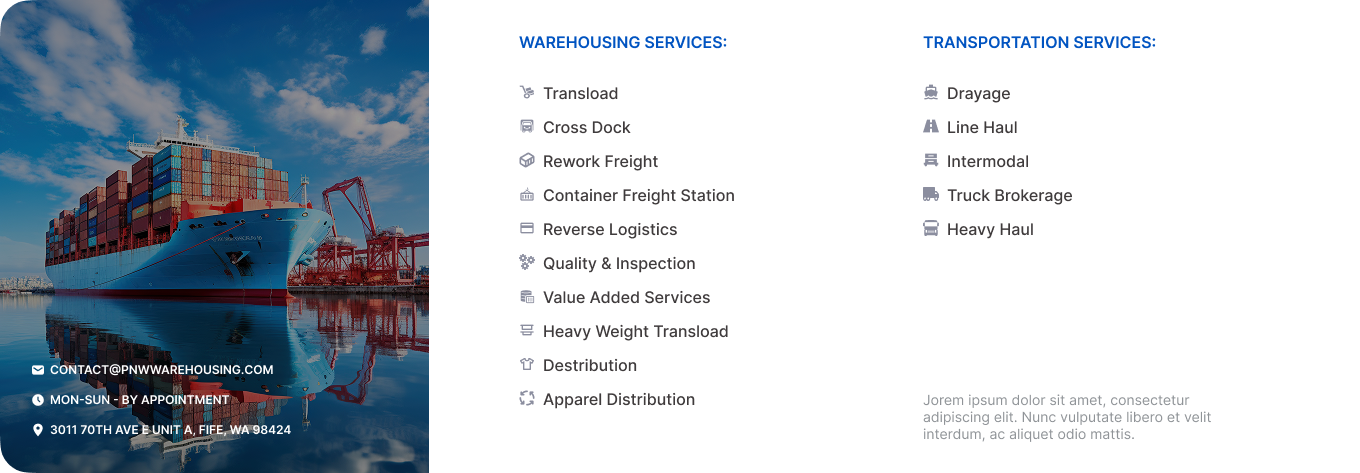 CONTACT@PNWWAREHOUSING.COM
MON-SUN - BY APPOINTMENT
3011 70TH AVE E UNIT A, FIFE, WA 98424
WAREHOUSING SERVICES:
Transload
Cross Dock
Rework Freight
Container Freight Station
Reverse Logistics
Quality & Inspection
Value Added Services
Heavy Weight Transload
Destribution
Apparel Distribution
TRANSPORTATION SERVICES:
Drayage
Line Haul
Intermodal
Truck Brokerage
Heavy Haul
Jorem ipsum dolor sit amet, consectetur
adipiscing elit. Nunc vulputate libero et velit
interdum, ac aliquet odio mattis.